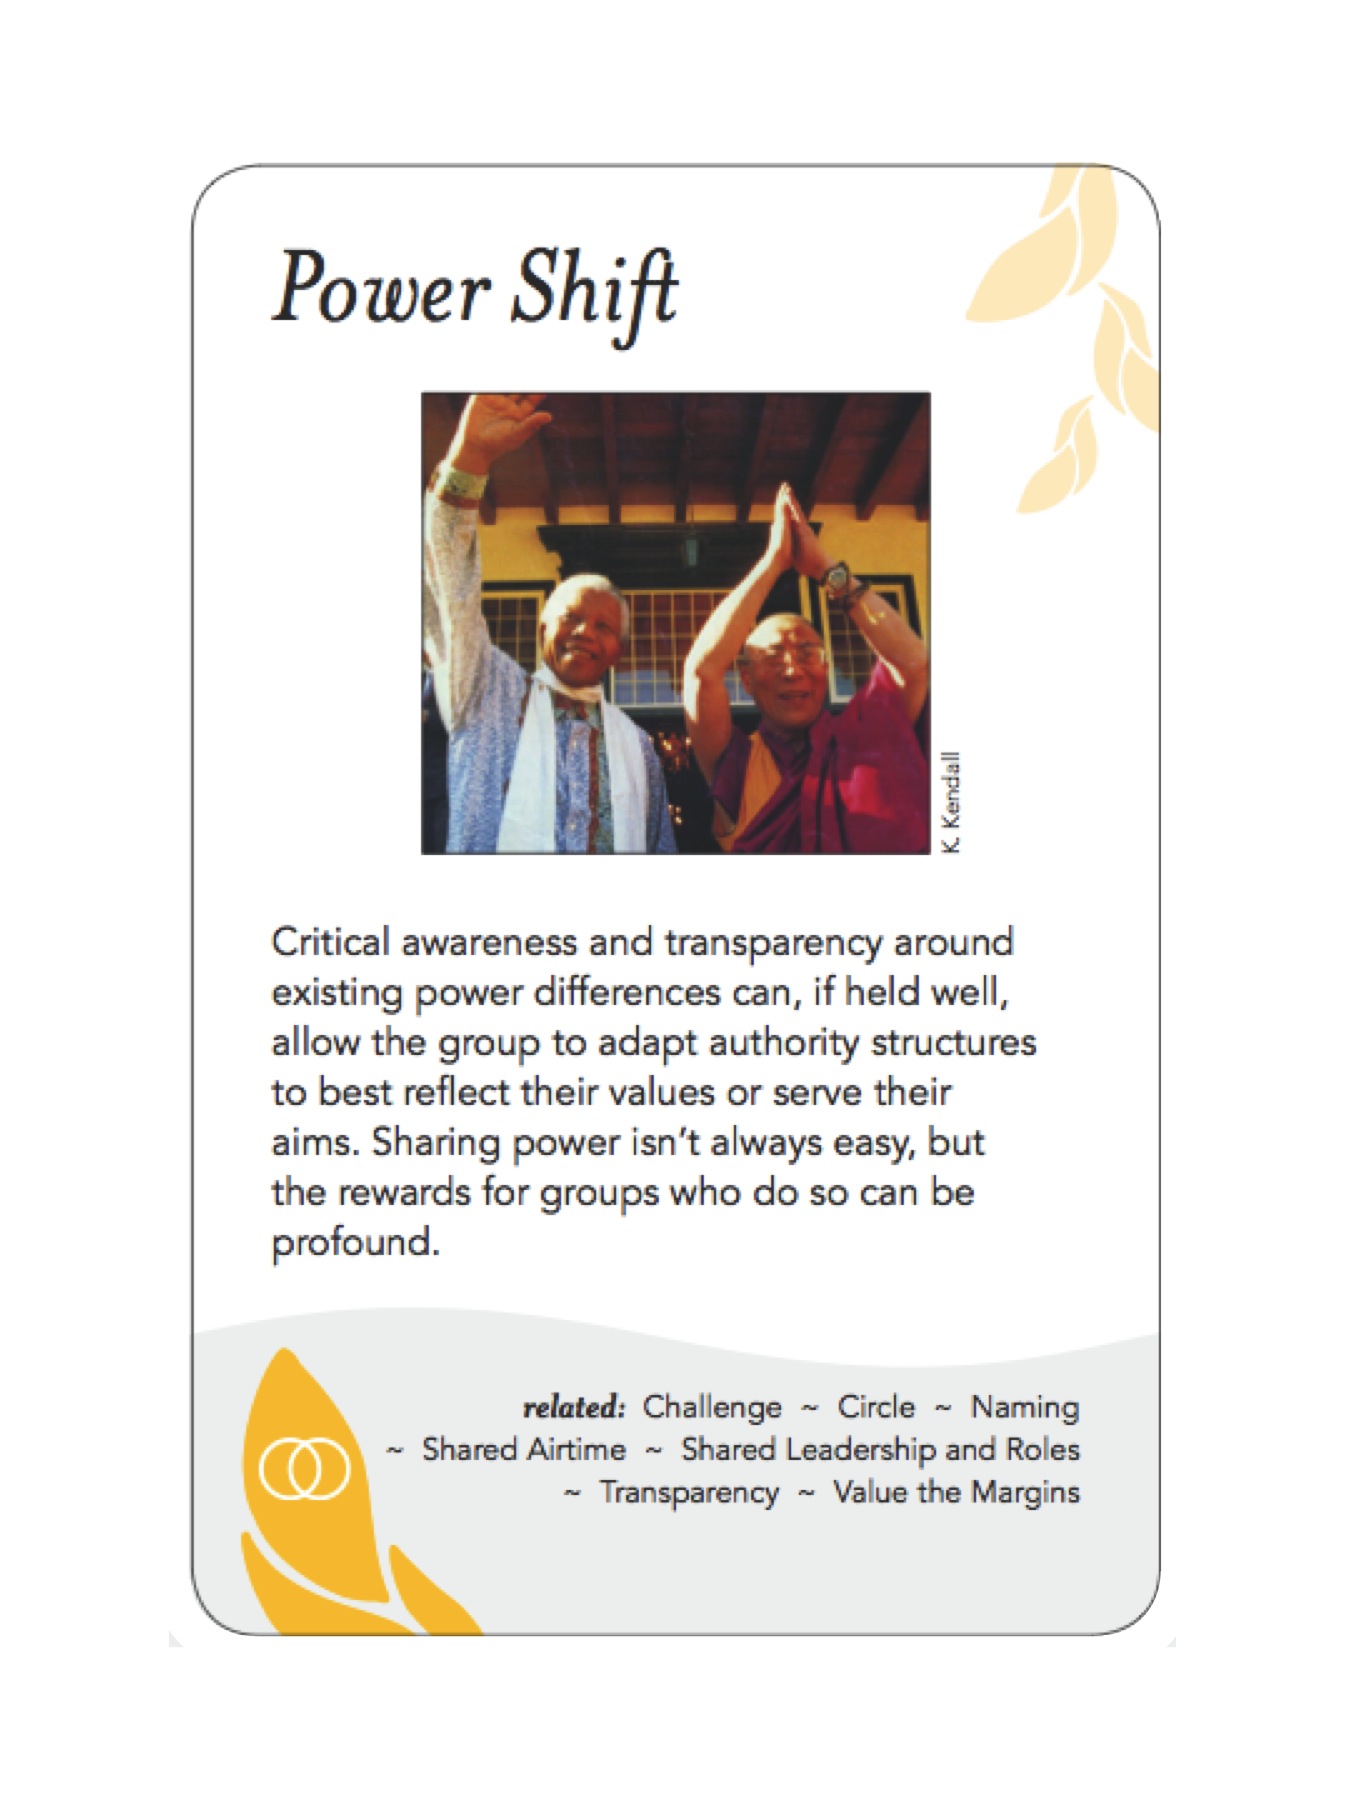 Power Shift
K. Kendall
Critical awareness and transparency around
existing power differences can, if held well,
allow the group to adapt authority structures
to best reflect their values or serve their
aims. Sharing power isn’t always easy, but
the rewards for groups who do so can be
profound.
related: Challenge ~ Circle ~ Naming
~ Shared Airtime ~ Shared Leadership and Roles
~ Transparency ~ Value the Margins